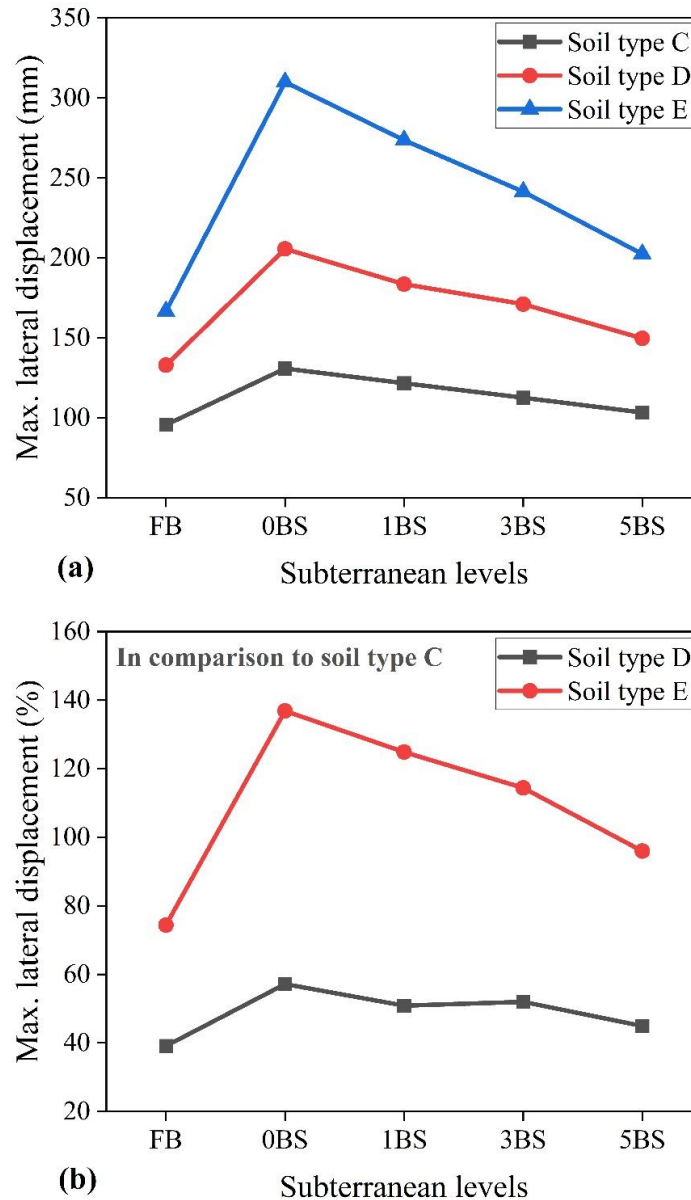 Max. lateral displacement (mm)
350
300
250
200
150
100
50
Soil type C
Soil type D
Soil type E
FB 0BS 1BS 3BS 5BS
(a)
Subterranean levels
Max. lateral displacement (%)
160
140
120
100
80
60
40
20
In comparison to soil type C
Soil type D
Soil type E
FB 0BS 1BS 3BS 5BS
(b)
Subterranean levels